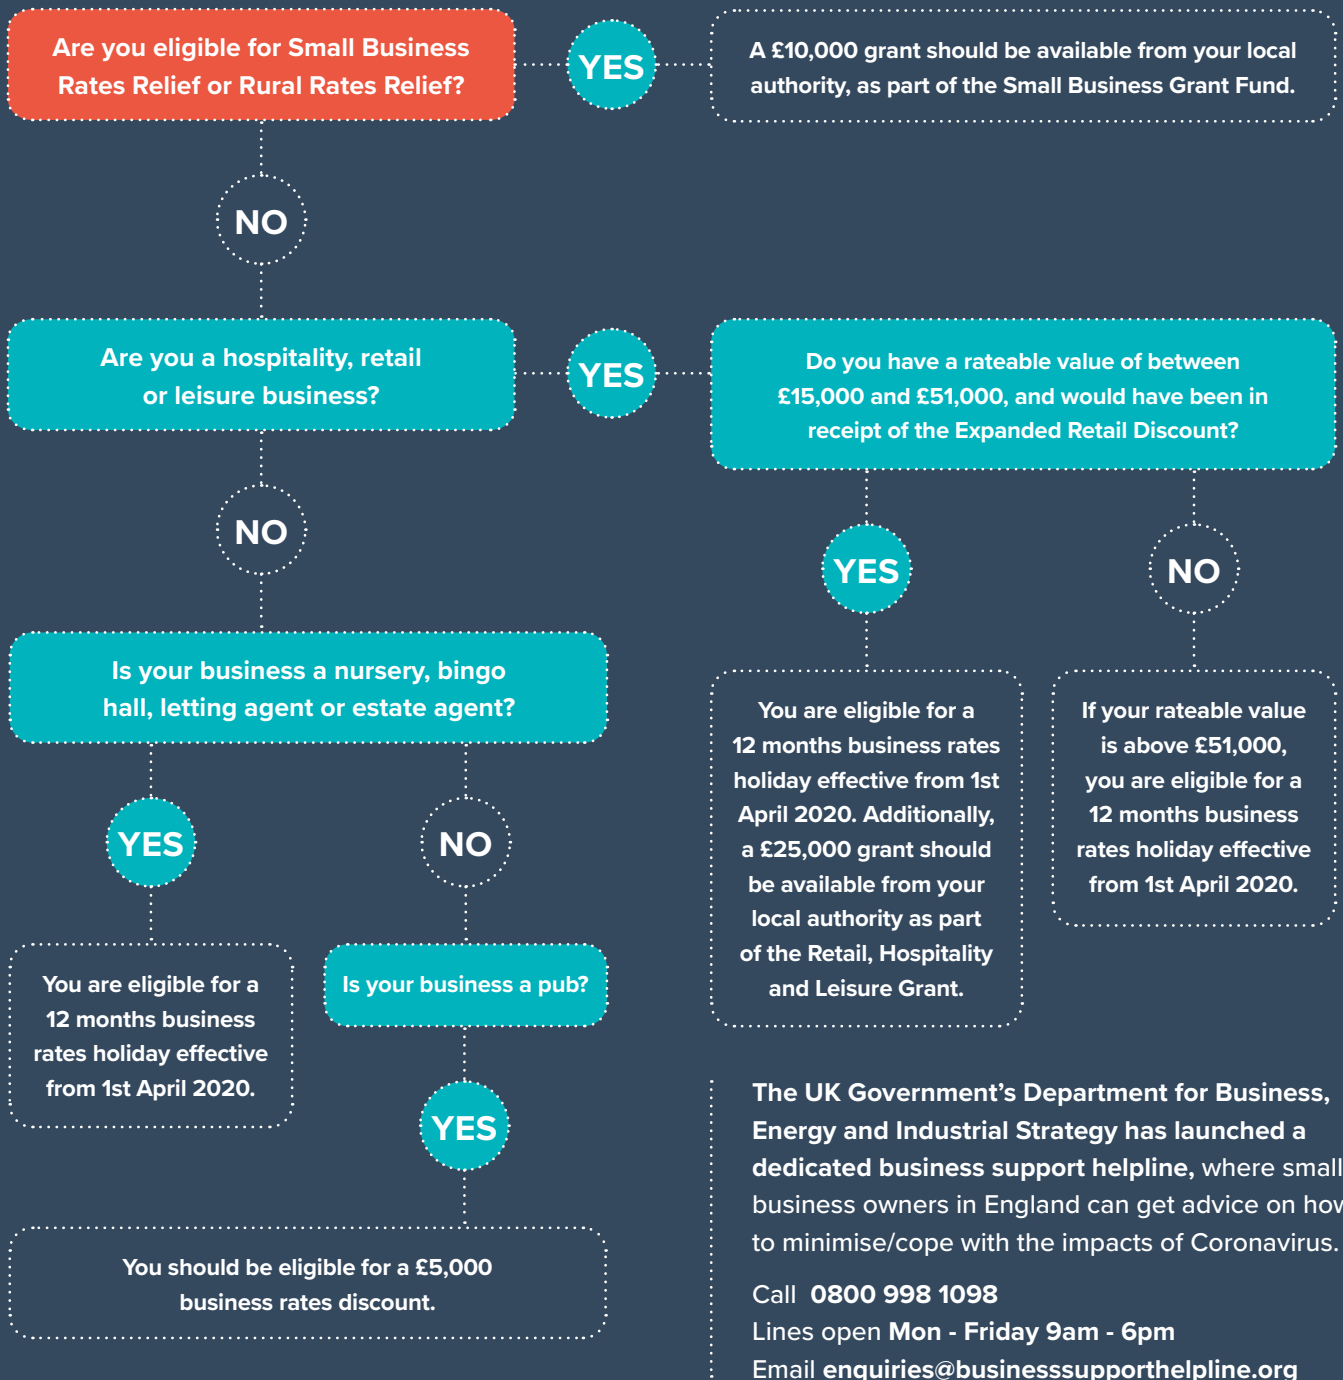 Are you eligible for Small Business
Rates Relief or Rural Rates Relief?
YES
A £10,000 grant should be available from your local
authority, as part of the Small Business Grant Fund.
NO
Are you a hospitality, retail
or leisure business?
YES
Do you have a rateable value of between
£15,000 and £51,000, and would have been in
receipt of the Expanded Retail Discount?
NO
YES
NO
Is your business a nursery, bingo
hall, letting agent or estate agent?
You are eligible for a
12 months business rates
holiday effective from 1st
April 2020. Additionally,
a £25,000 grant should
be available from your
local authority as part
of the Retail, Hospitality
and Leisure Grant.
If your rateable value
is above £51,000,
you are eligible for a
12 months business
rates holiday effective
from 1st April 2020.
YES
NO
You are eligible for a
12 months business
rates holiday effective
from 1st April 2020.
Is your business a pub?
YES
You should be eligible for a £5,000
business rates discount.
The UK Government's Department for Business,
Energy and Industrial Strategy has launched a
dedicated business support helpline, where small
business owners in England can get advice on how
to minimise/cope with the impacts of Coronavirus.
Call 0800 998 1098
Lines open Mon - Friday 9am - 6pm
Email enquiries@businesssupporthelpline.org